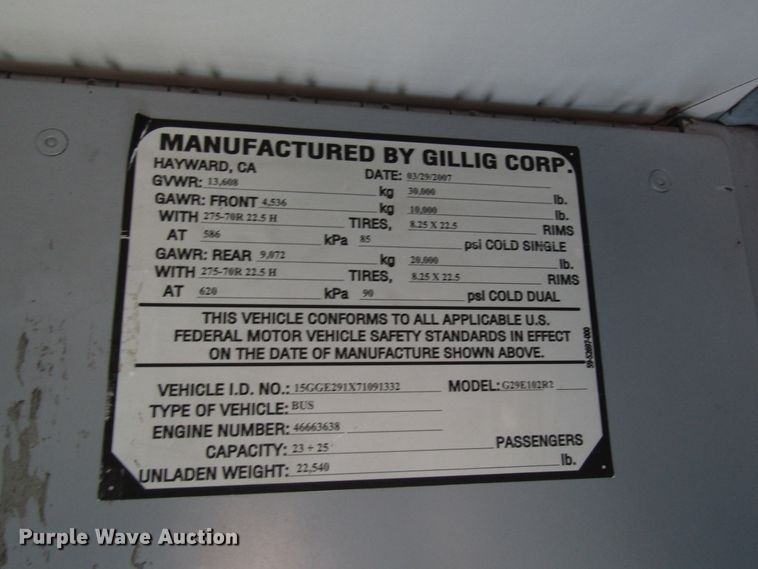 MANUFACTURED BY GILLIG CORP.
HAYWARD, CA DATE: 03/29/2007
GVWR: 13,608 kg 30,000 lb.
GAWR: FRONT 4,536 kg 10,000 lb.
WITH 275-70R 22.5 H TIRES, 8.25 X 22.5 RIMS
AT 586 kPa 85 psi COLD SINGLE
GAWR: REAR 9,072 kg 20,000 lb.
WITH 275-70R 22.5 H TIRES, 8.25 X 22.5 RIMS
AT 620 kPa 90 psi COLD DUAL
THIS VEHICLE CONFORMS TO ALL APPLICABLE U.S.
FEDERAL MOTOR VEHICLE SAFETY STANDARDS IN EFFECT
ON THE DATE OF MANUFACTURE SHOWN ABOVE.
59-52697-000
VEHICLE I.D. NO.: 15GGE291X71091332 MODEL: G29E102R2
TYPE OF VEHICLE: BUS
ENGINE NUMBER: 46663638
CAPACITY: 23 + 25 PASSENGERS
UNLADEN WEIGHT: 22,540 lb.
Purple Wave Auction